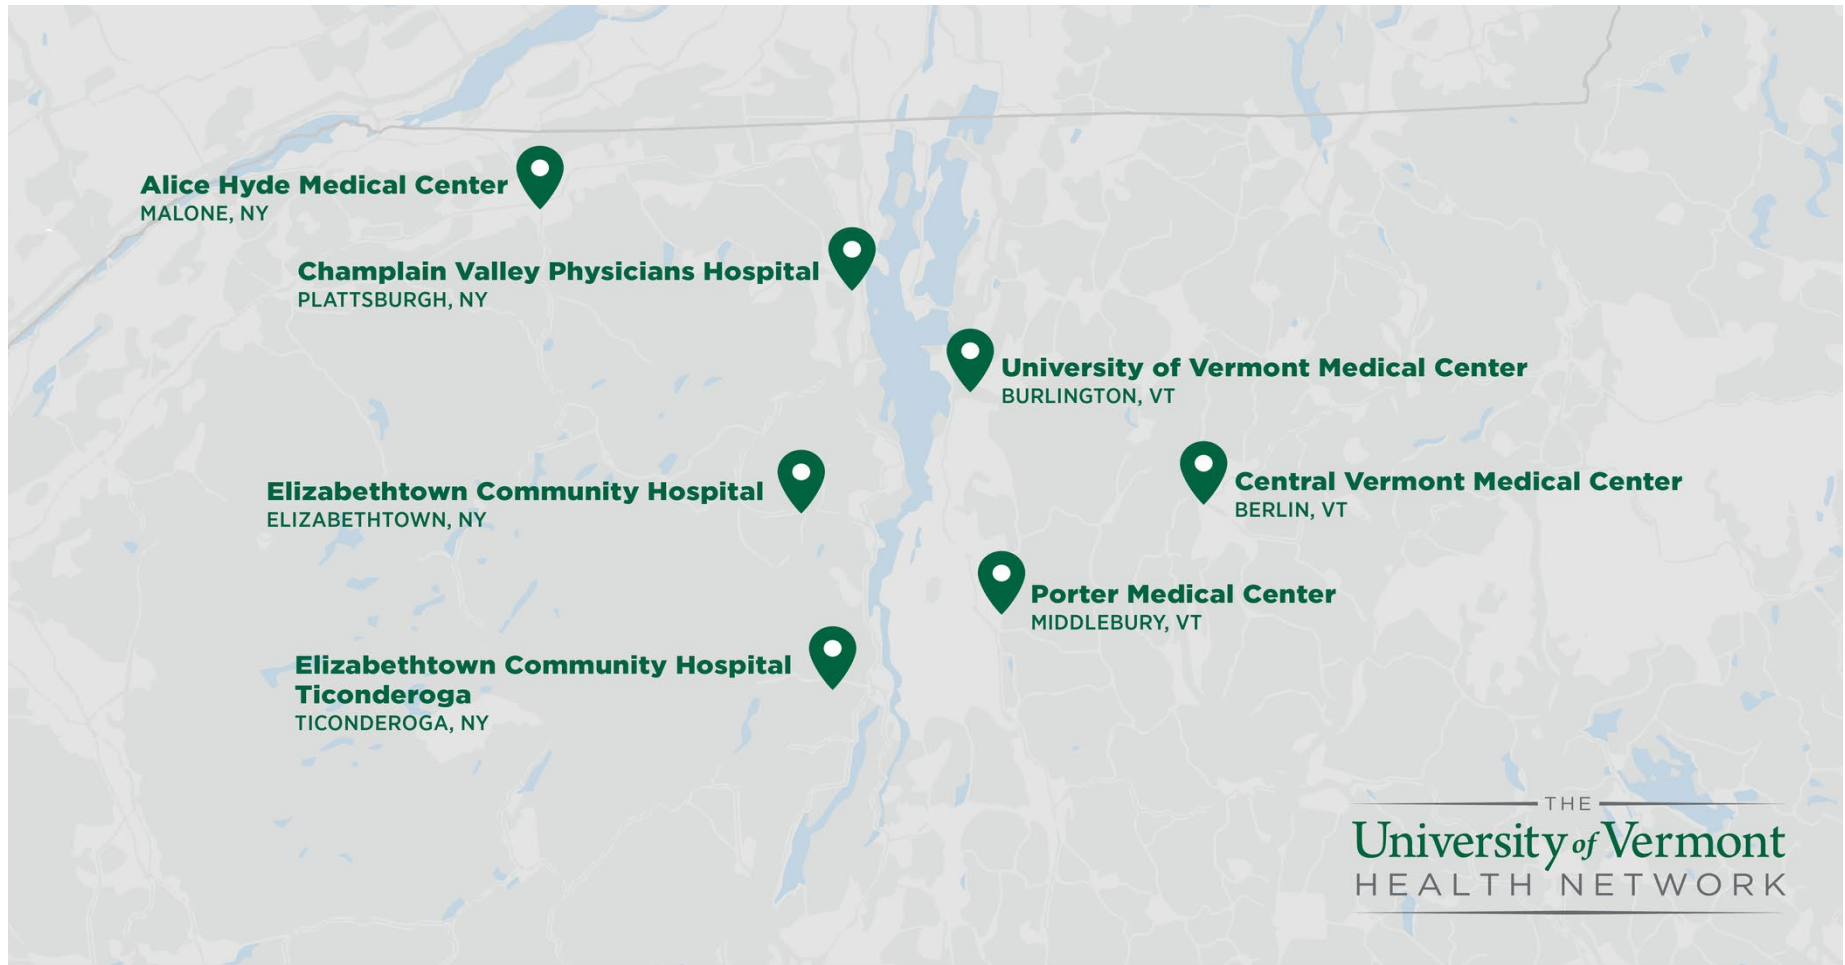 Alice Hyde Medical Center
MALONE, NY
Champlain Valley Physicians Hospital
PLATTSBURGH, NY
University of Vermont Medical Center
BURLINGTON, VT
Elizabethtown Community Hospital
ELIZABETHTOWN, NY
Central Vermont Medical Center
BERLIN, VT
Porter Medical Center
MIDDLEBURY, VT
Elizabethtown Community Hospital
Ticonderoga
TICONDEROGA, NY
THE
University of Vermont
HEALTH NETWORK